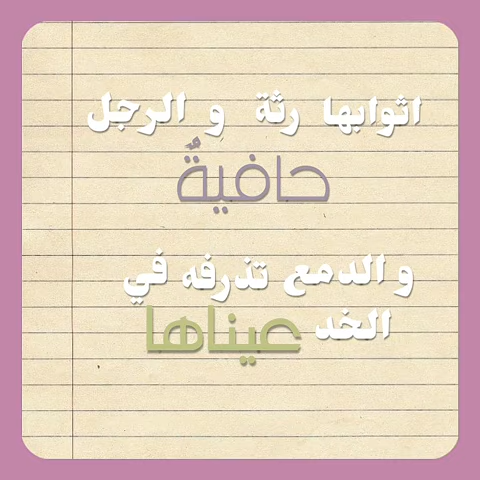 اثوابها رثة و الرجل
حافيةٌ
و الدمع تذرفه في
الخد عيناها